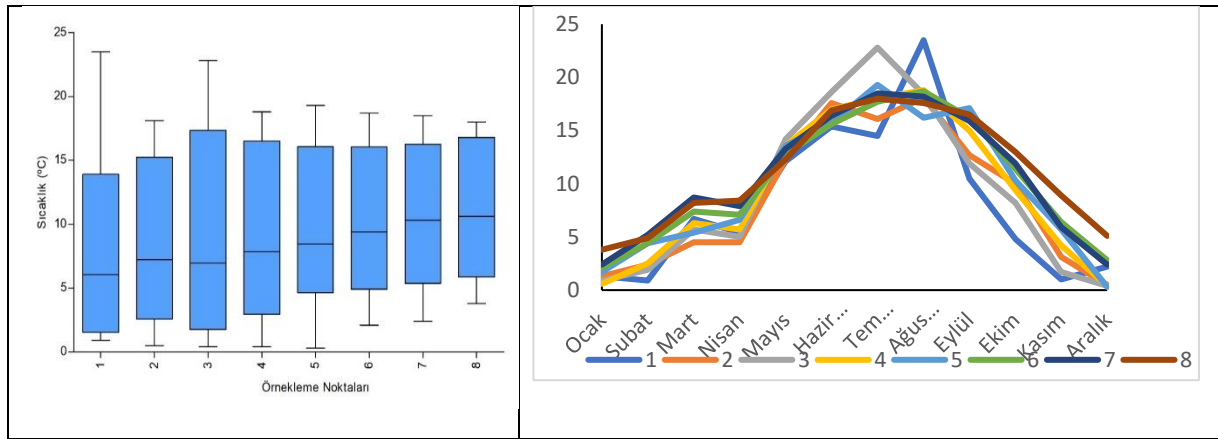 25
20
15
10
5
0
Sıcaklık (ºC)
1 2 3 4 5 6 7 8
Örnekleme Noktaları
25
20
15
10
5
0
Ocak Subat Mart Nisan Mayıs Hazir… Tem… Ağus… Eylül Ekim Kasım Aralık
1 2 3 4 5 6 7 8